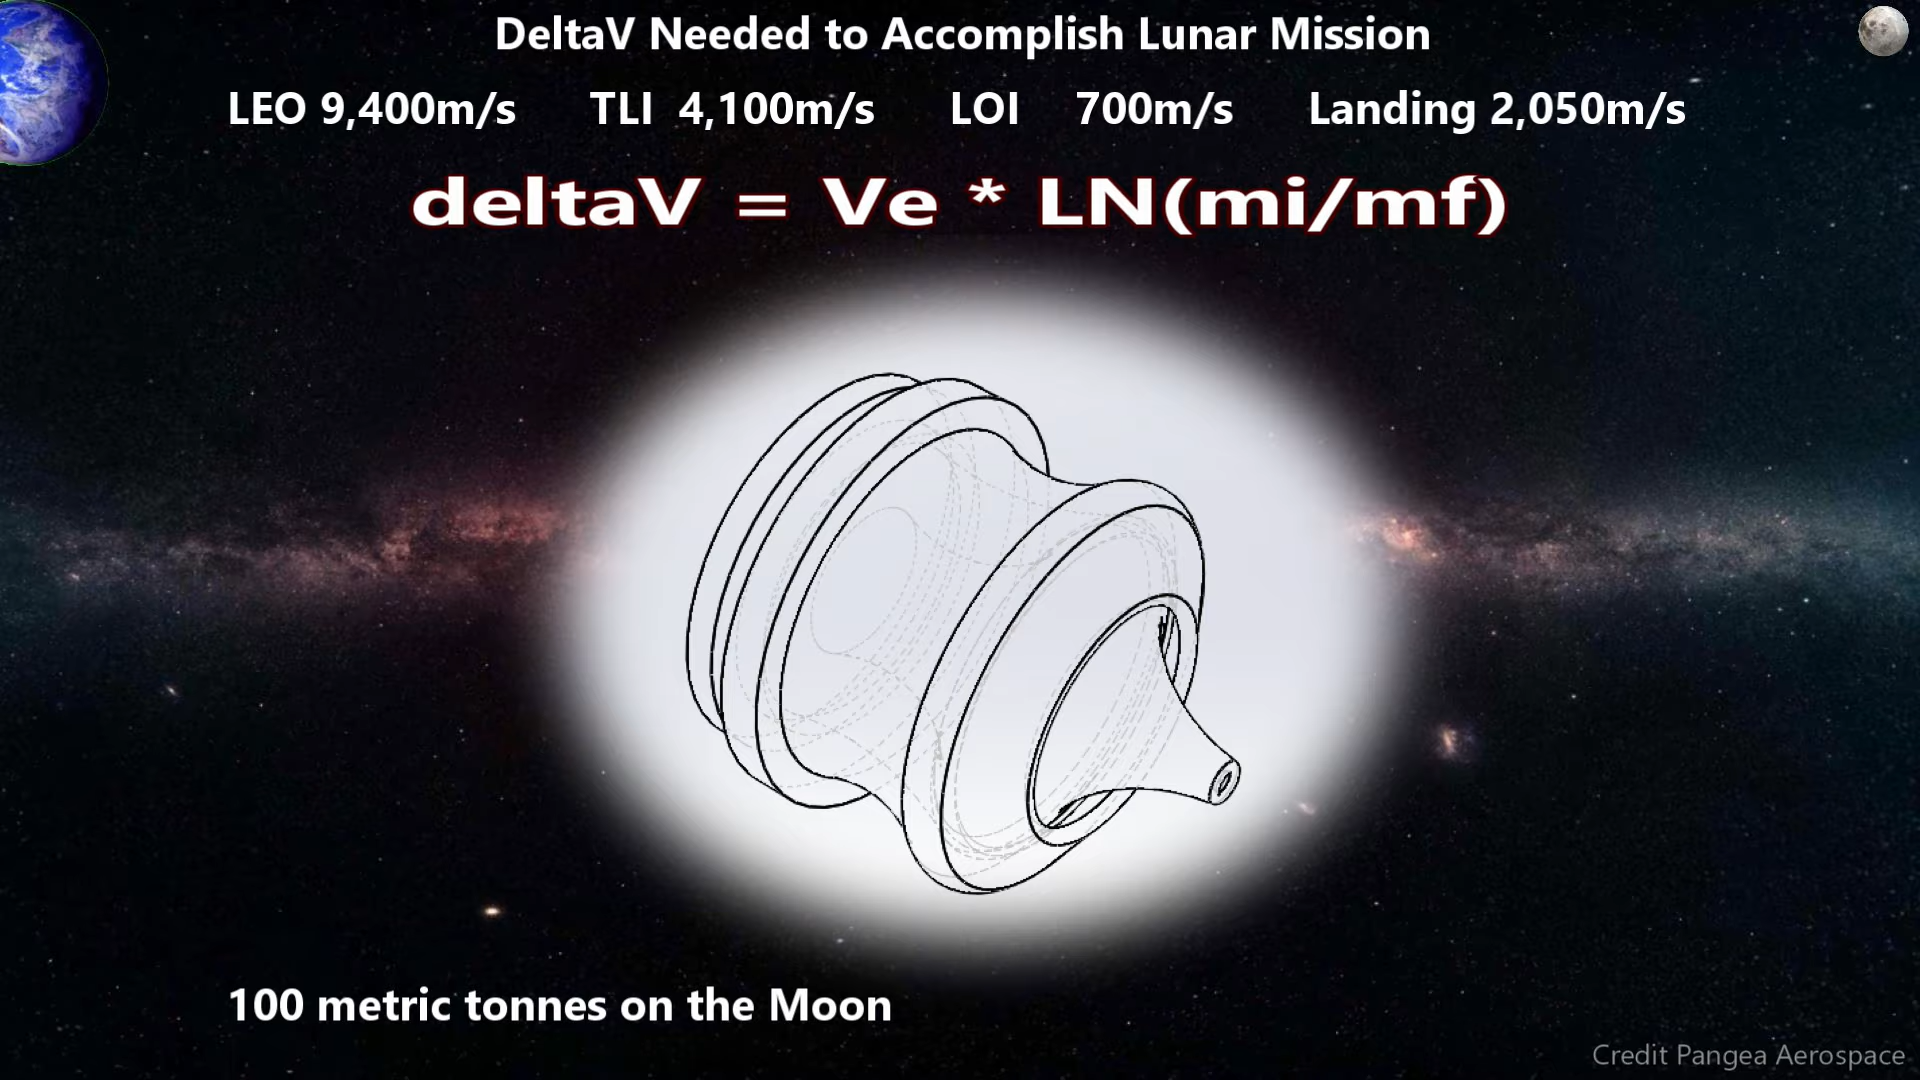 DeltaV Needed to Accomplish Lunar Mission
LEO 9,400m/s TLI 4,100m/s LOI 700m/s Landing 2,050m/s
deltaV = Ve * LN(mi/mf)
100 metric tonnes on the Moon
Credit Pangea Aerospace